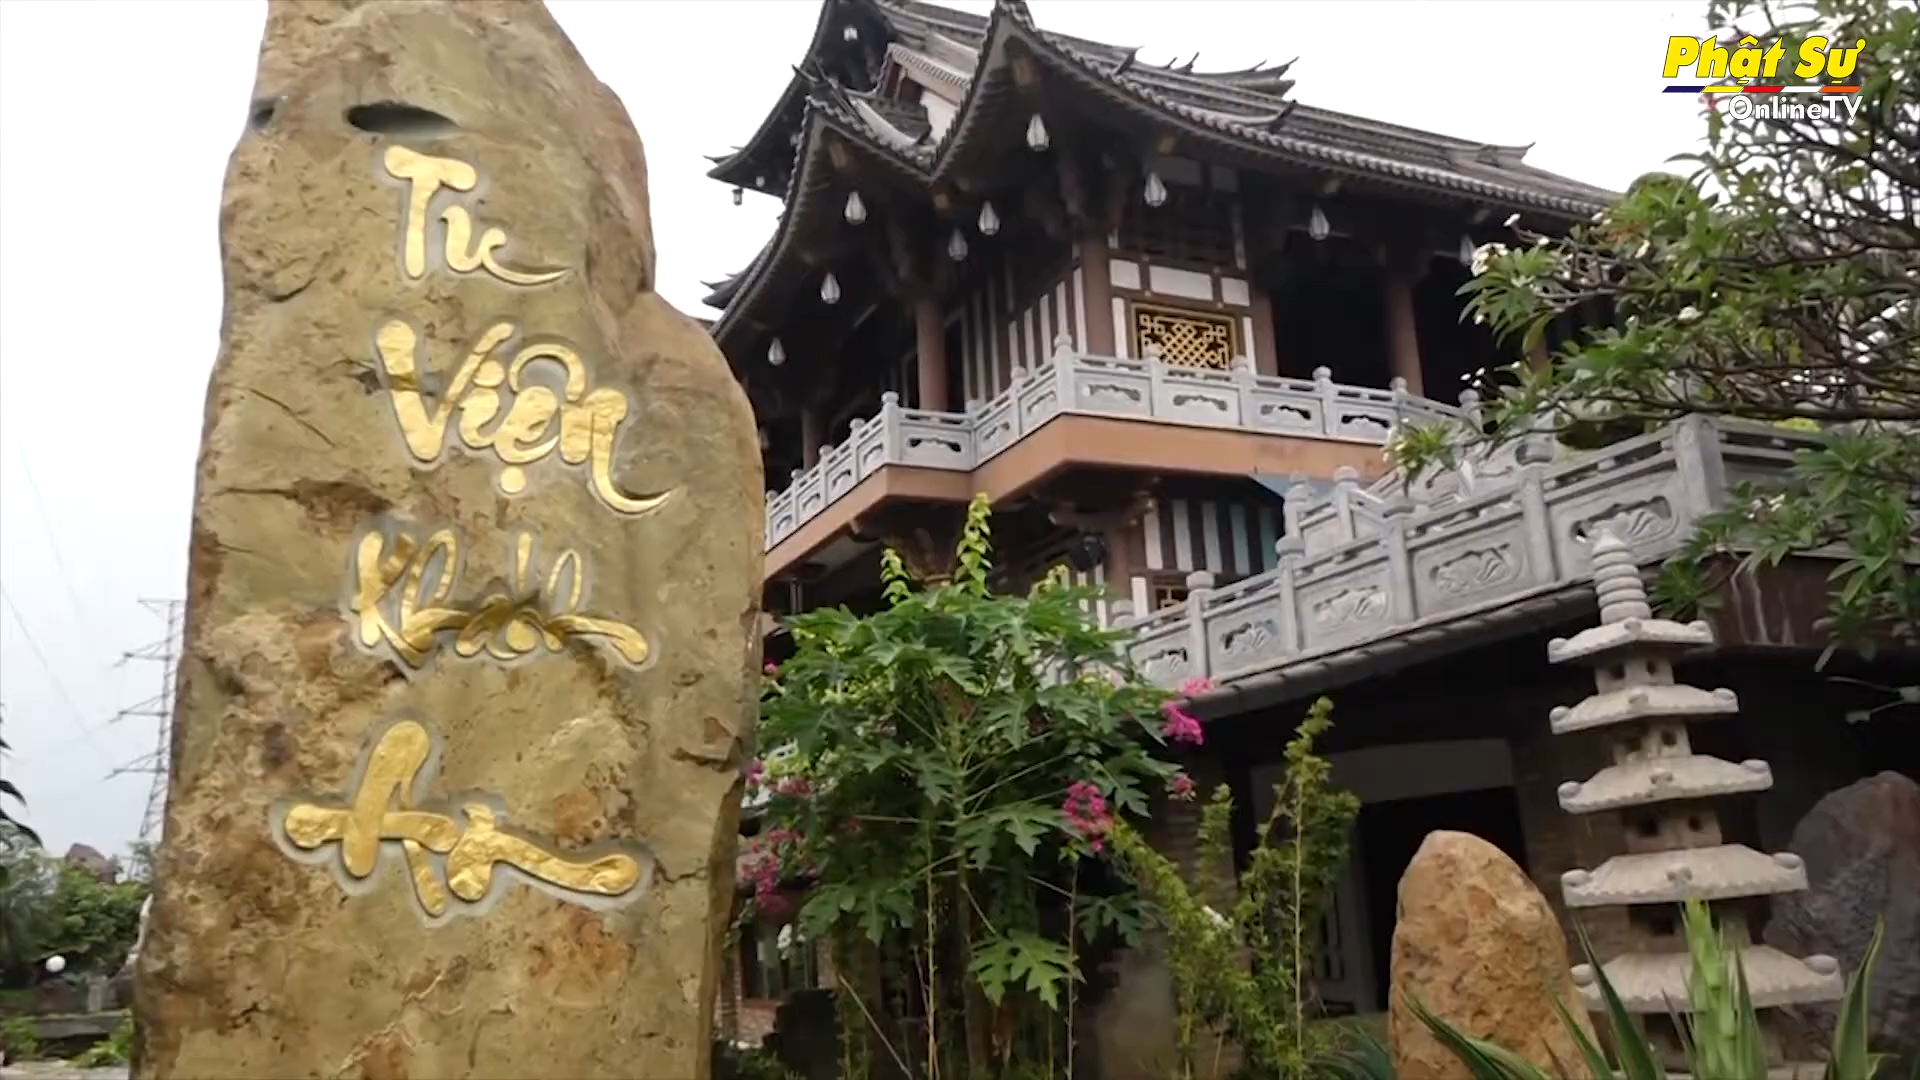 Tu
Viện
Khánh
An
Phật Sự
OnlineTV